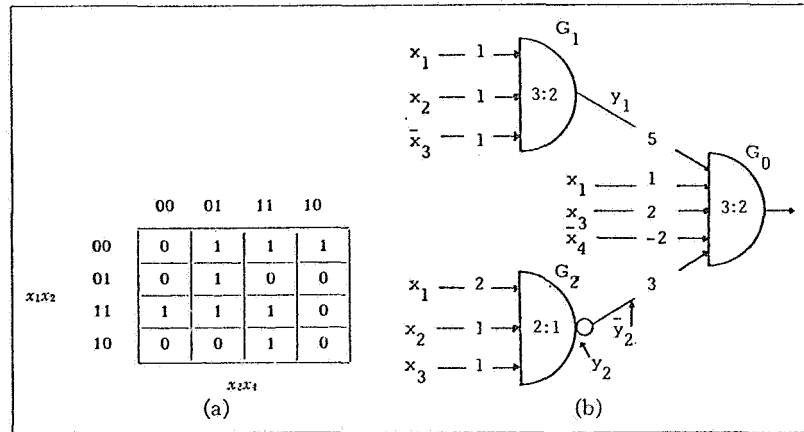 00 01 11 10
00 0 1 1 1
01 0 1 0 0
x₁x₂
11 1 1 1 0
10 0 0 1 0
x₃x₄
(a)
G₁
x₁ 1
x₂ 1
x̄₃ 1
3:2
y₁
5
G₀
x₁ 1
x₃ 2
x̄₄ -2
3:2
G₂
x₁ 2
x₂ 1
x₃ 1
2:1
3
ȳ₂
y₂
(b)